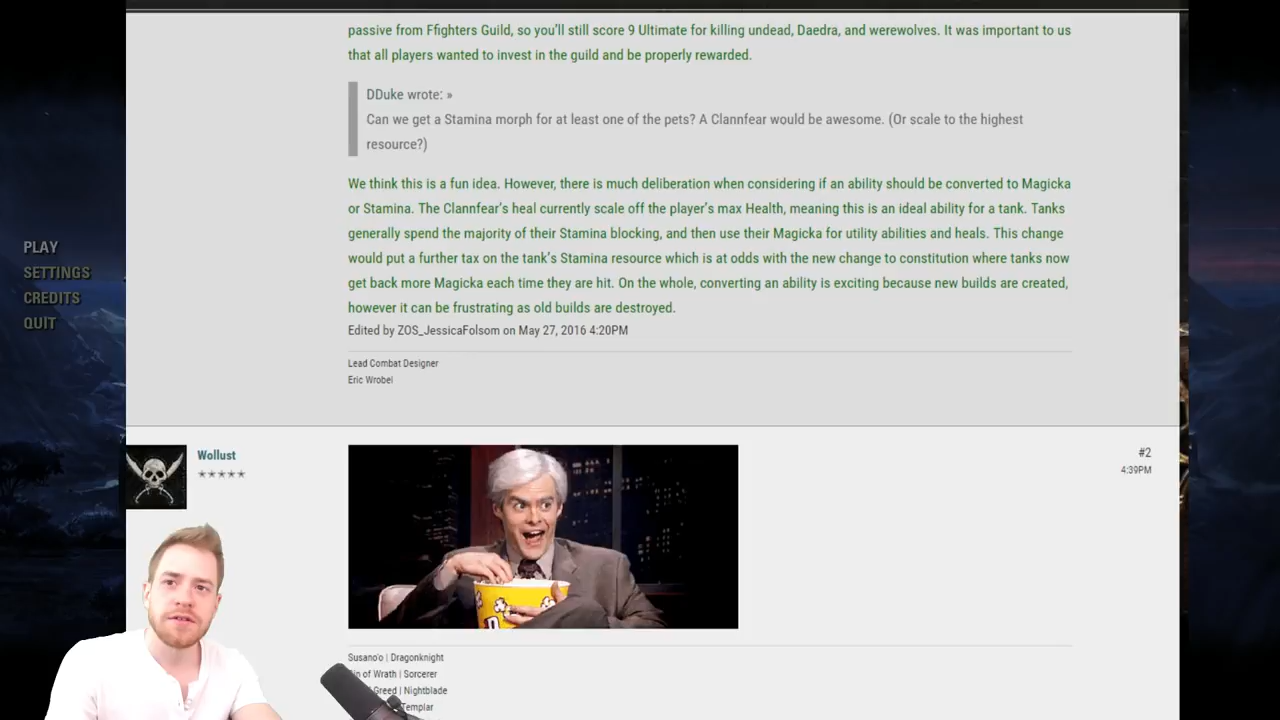 passive from Ffighters Guild, so you'll still score 9 Ultimate for killing undead, Daedra, and werewolves. It was important to us
that all players wanted to invest in the guild and be properly rewarded.
DDuke wrote: »
Can we get a Stamina morph for at least one of the pets? A Clannfear would be awesome. (Or scale to the highest
resource?)
We think this is a fun idea. However, there is much deliberation when considering if an ability should be converted to Magicka
or Stamina. The Clannfear's heal currently scale off the player's max Health, meaning this is an ideal ability for a tank. Tanks
generally spend the majority of their Stamina blocking, and then use their Magicka for utility abilities and heals. This change
would put a further tax on the tank's Stamina resource which is at odds with the new change to constitution where tanks now
get back more Magicka each time they are hit. On the whole, converting an ability is exciting because new builds are created,
however it can be frustrating as old builds are destroyed.
Edited by ZOS_JessicaFolsom on May 27, 2016 4:20PM
Lead Combat Designer
Eric Wrobel
PLAY
SETTINGS
CREDITS
QUIT
Wollust
★★★★★
#2
4:39PM
Susano'o | Dragonknight
of Wrath | Sorcerer
Greed | Nightblade
Templar